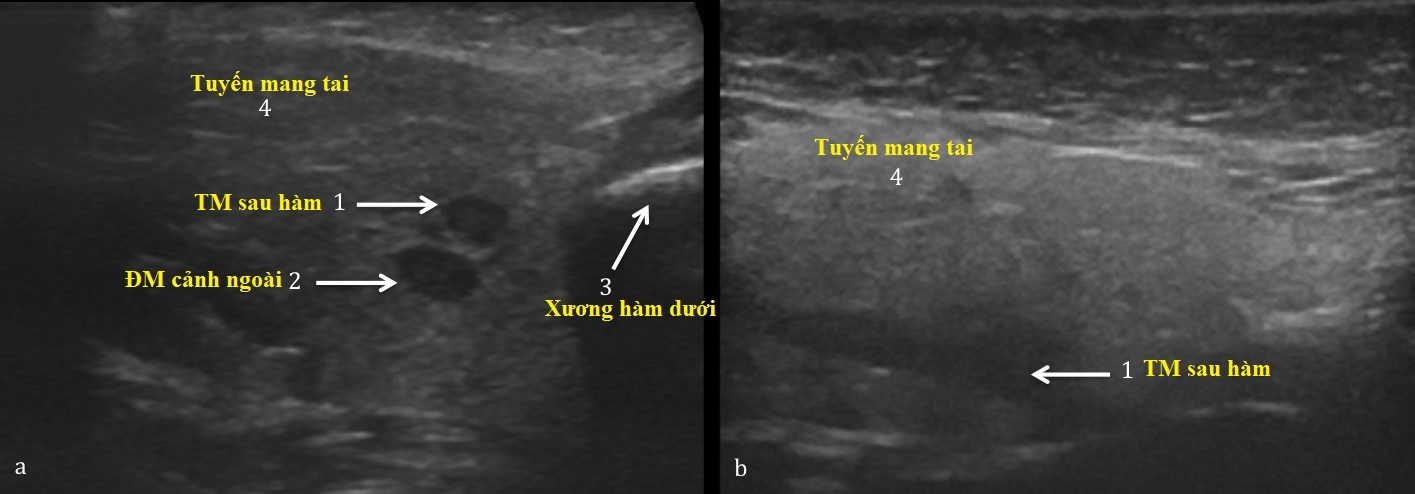 Tuyến mang tai
4
TM sau hàm 1
ĐM cảnh ngoài 2
3
Xương hàm dưới
a
Tuyến mang tai
4
1 TM sau hàm
b